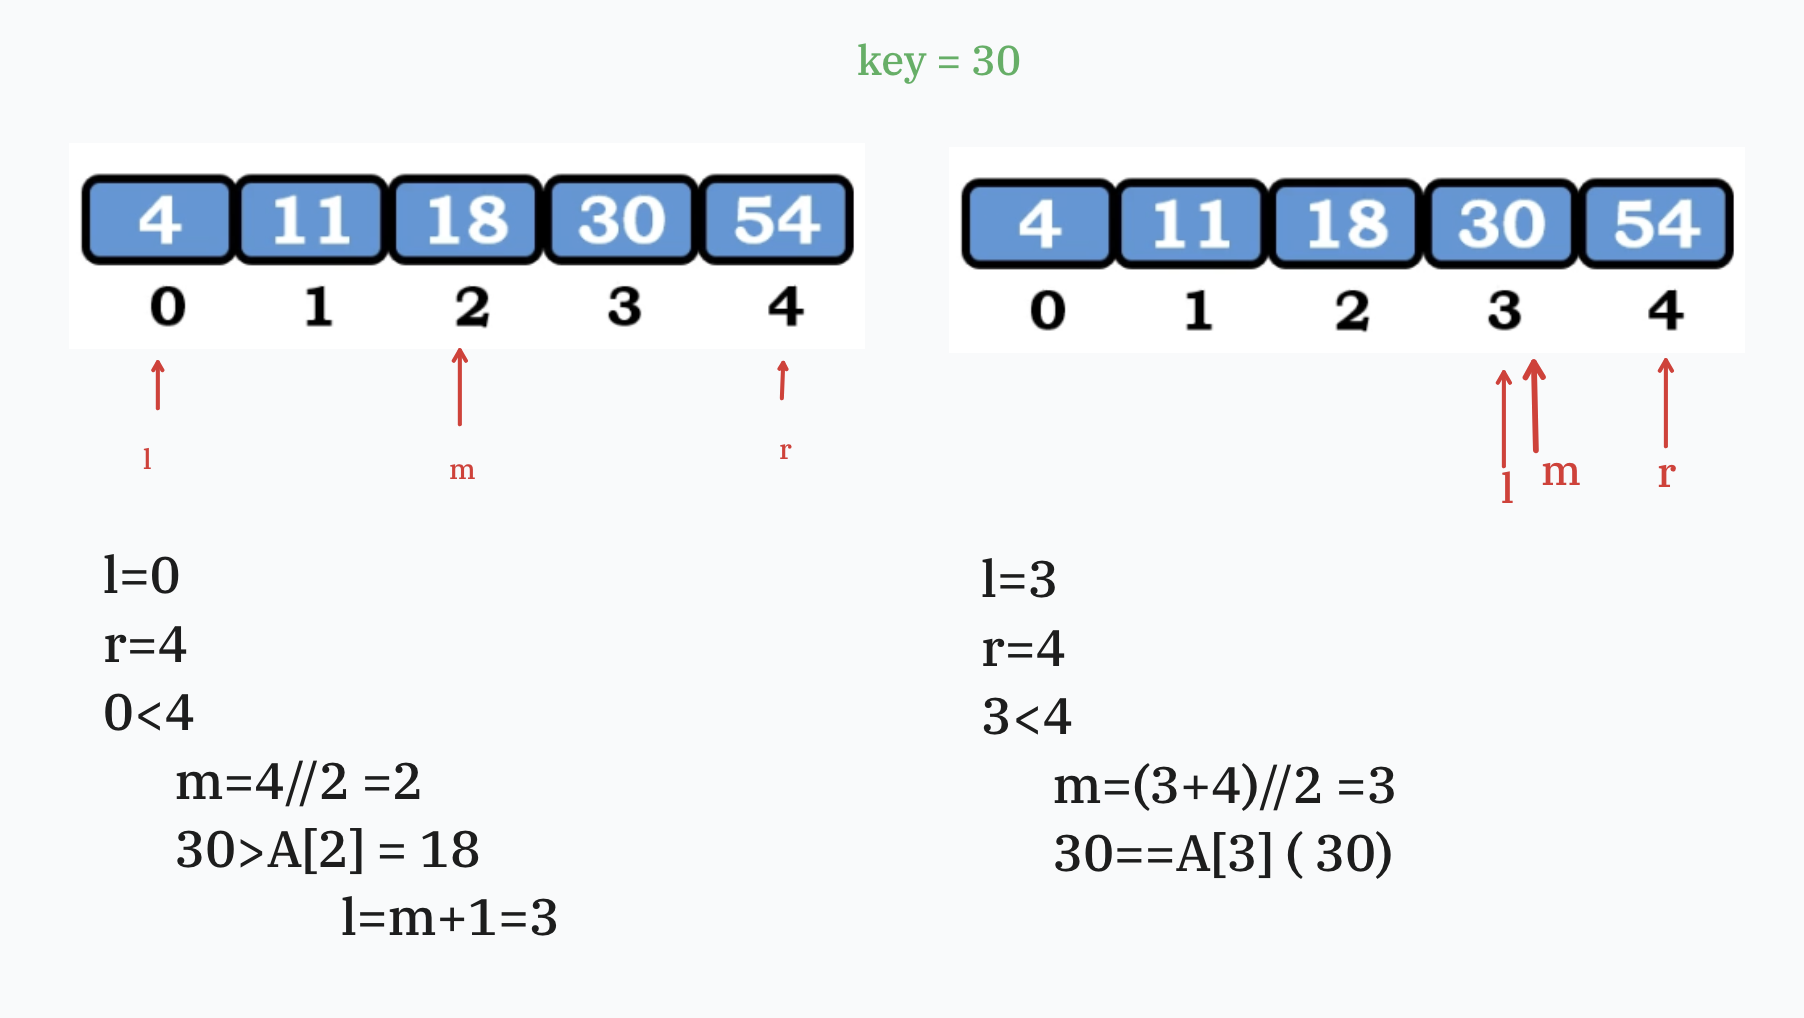 key = 30
4 11 18 30 54
0 1 2 3 4
l m r
l=0
r=4
0<4
m=4//2 =2
30>A[2] = 18
l=m+1=3
4 11 18 30 54
0 1 2 3 4
l m r
l=3
r=4
3<4
m=(3+4)//2 =3
30==A[3] ( 30)